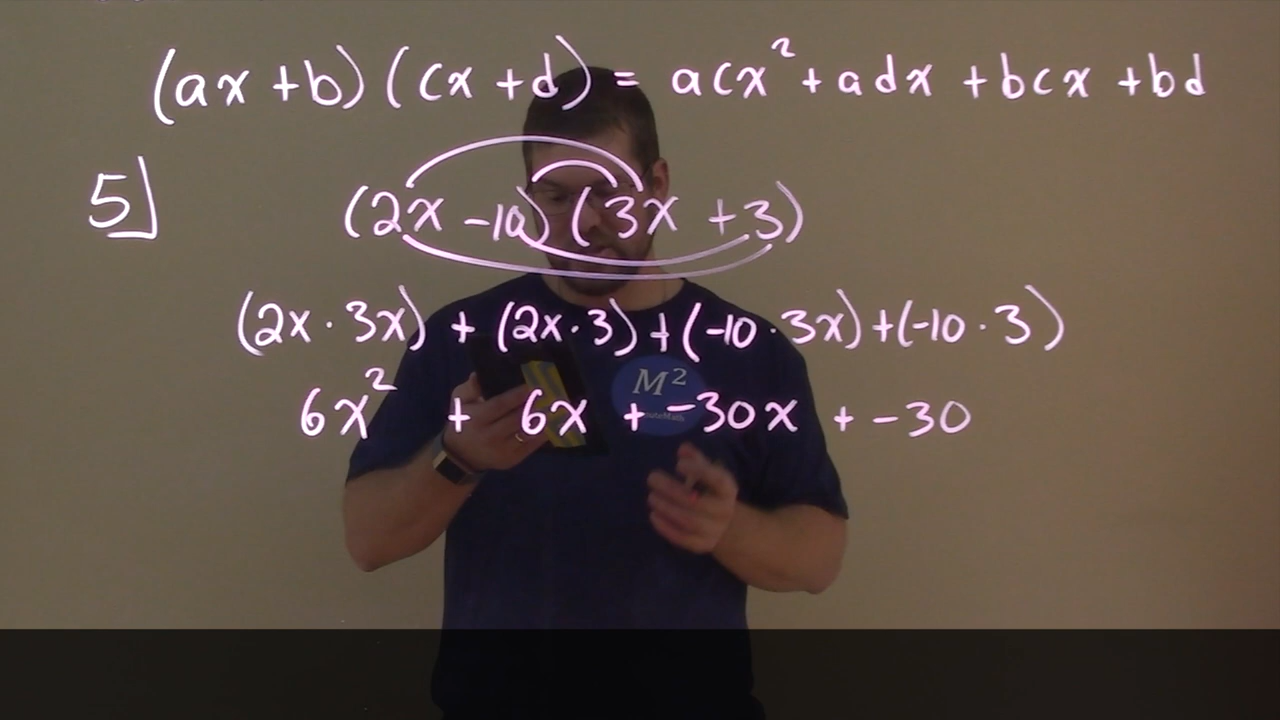 (ax + b)(cx + d) = acx² + adx + bcx + bd
5
(2x - 10)(3x + 3)
(2x · 3x) + (2x · 3) + (-10 · 3x) + (-10 · 3)
M²
6x² + 6x + -30x + -30